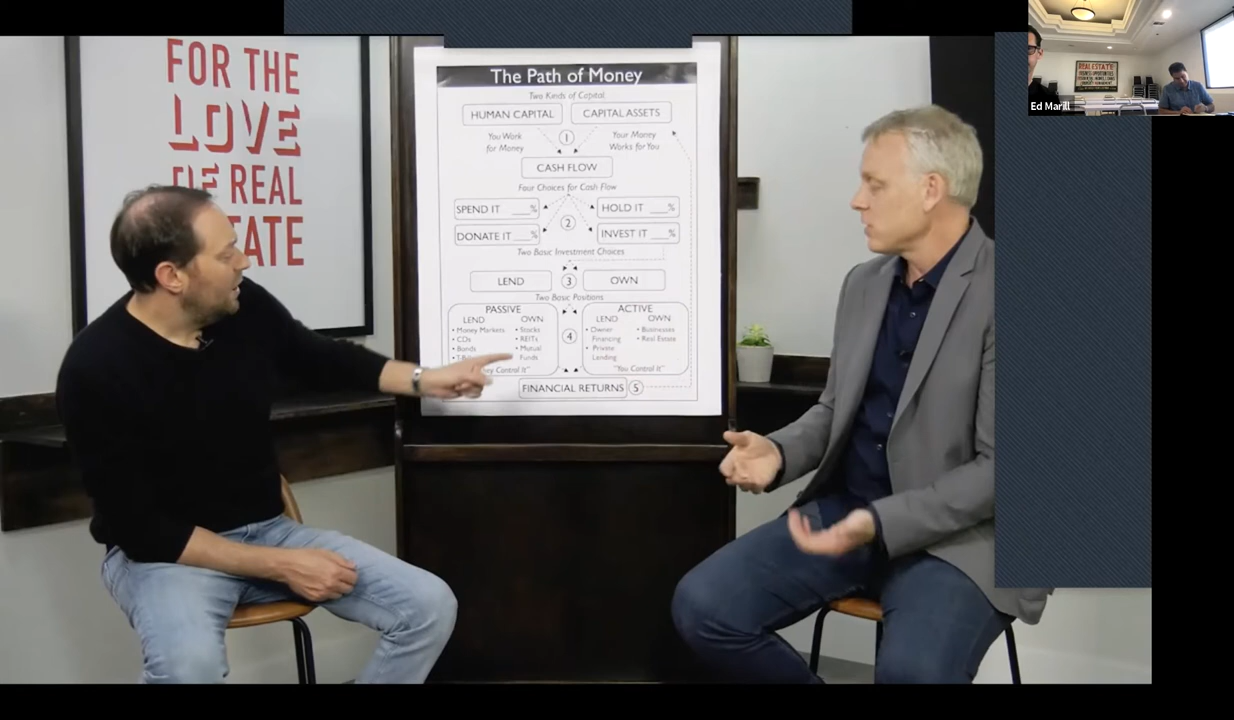 FOR THE
LOVE
OF REAL
ESTATE
The Path of Money
Two Kinds of Capital
HUMAN CAPITAL
CAPITAL ASSETS
You Work
for Money
1
Your Money
Works for You
CASH FLOW
Four Choices for Cash Flow
SPEND IT ___%
HOLD IT ___%
2
DONATE IT ___%
INVEST IT ___%
Two Basic Investment Choices
LEND
3
OWN
Two Basic Positions
PASSIVE
LEND
• Money Markets
• CDs
• Bonds
OWN
• Stocks
• REITs
• Mutual
Funds
Control It"
4
ACTIVE
LEND
• Owner
Financing
• Private
Lending
OWN
• Businesses
• Real Estate
"You Control It"
FINANCIAL RETURNS
5
REAL ESTATE
Ed Marill